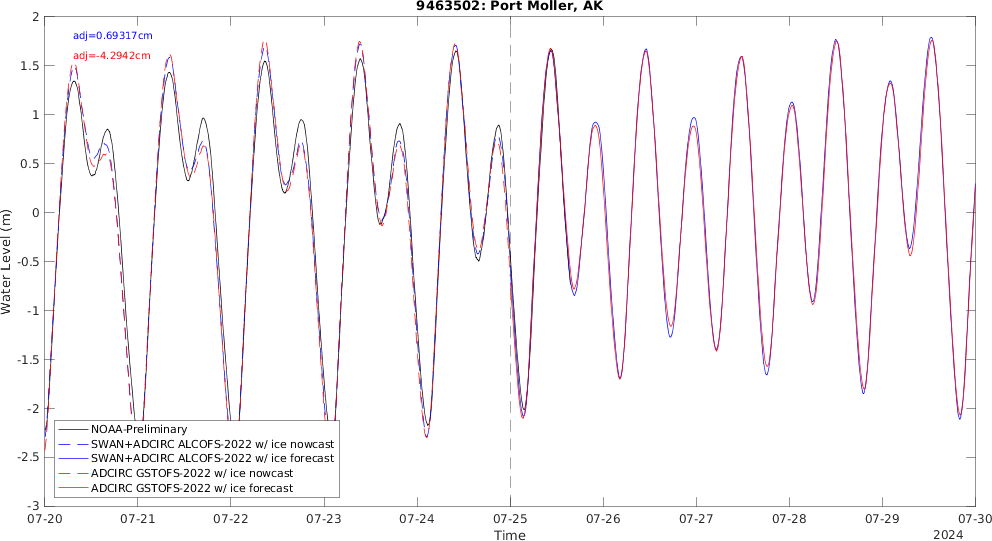 9463502: Port Moller, AK
adj=0.69317cm
adj=-4.2942cm
2
1.5
1
0.5
0
-0.5
-1
-1.5
-2
-2.5
-3
Water Level (m)
NOAA-Preliminary
SWAN+ADCIRC ALCOFS-2022 w/ ice nowcast
SWAN+ADCIRC ALCOFS-2022 w/ ice forecast
ADCIRC GSTOFS-2022 w/ ice nowcast
ADCIRC GSTOFS-2022 w/ ice forecast
07-20 07-21 07-22 07-23 07-24 07-25 07-26 07-27 07-28 07-29 07-30
Time
2024